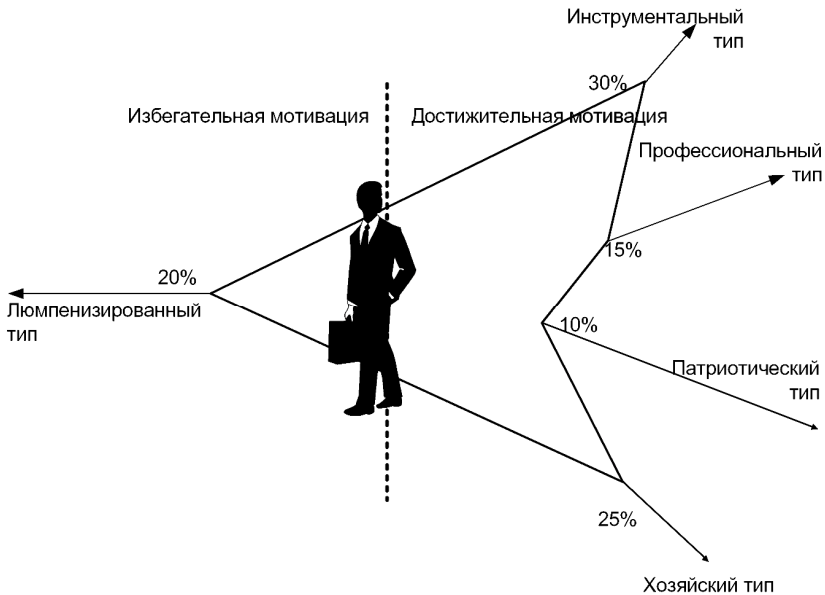 Инструментальный
тип
30%
Избегательная мотивация
Достижительная мотивация
Профессиональный
тип
15%
20%
Люмпенизированный
тип
10%
Патриотический
тип
25%
Хозяйский тип